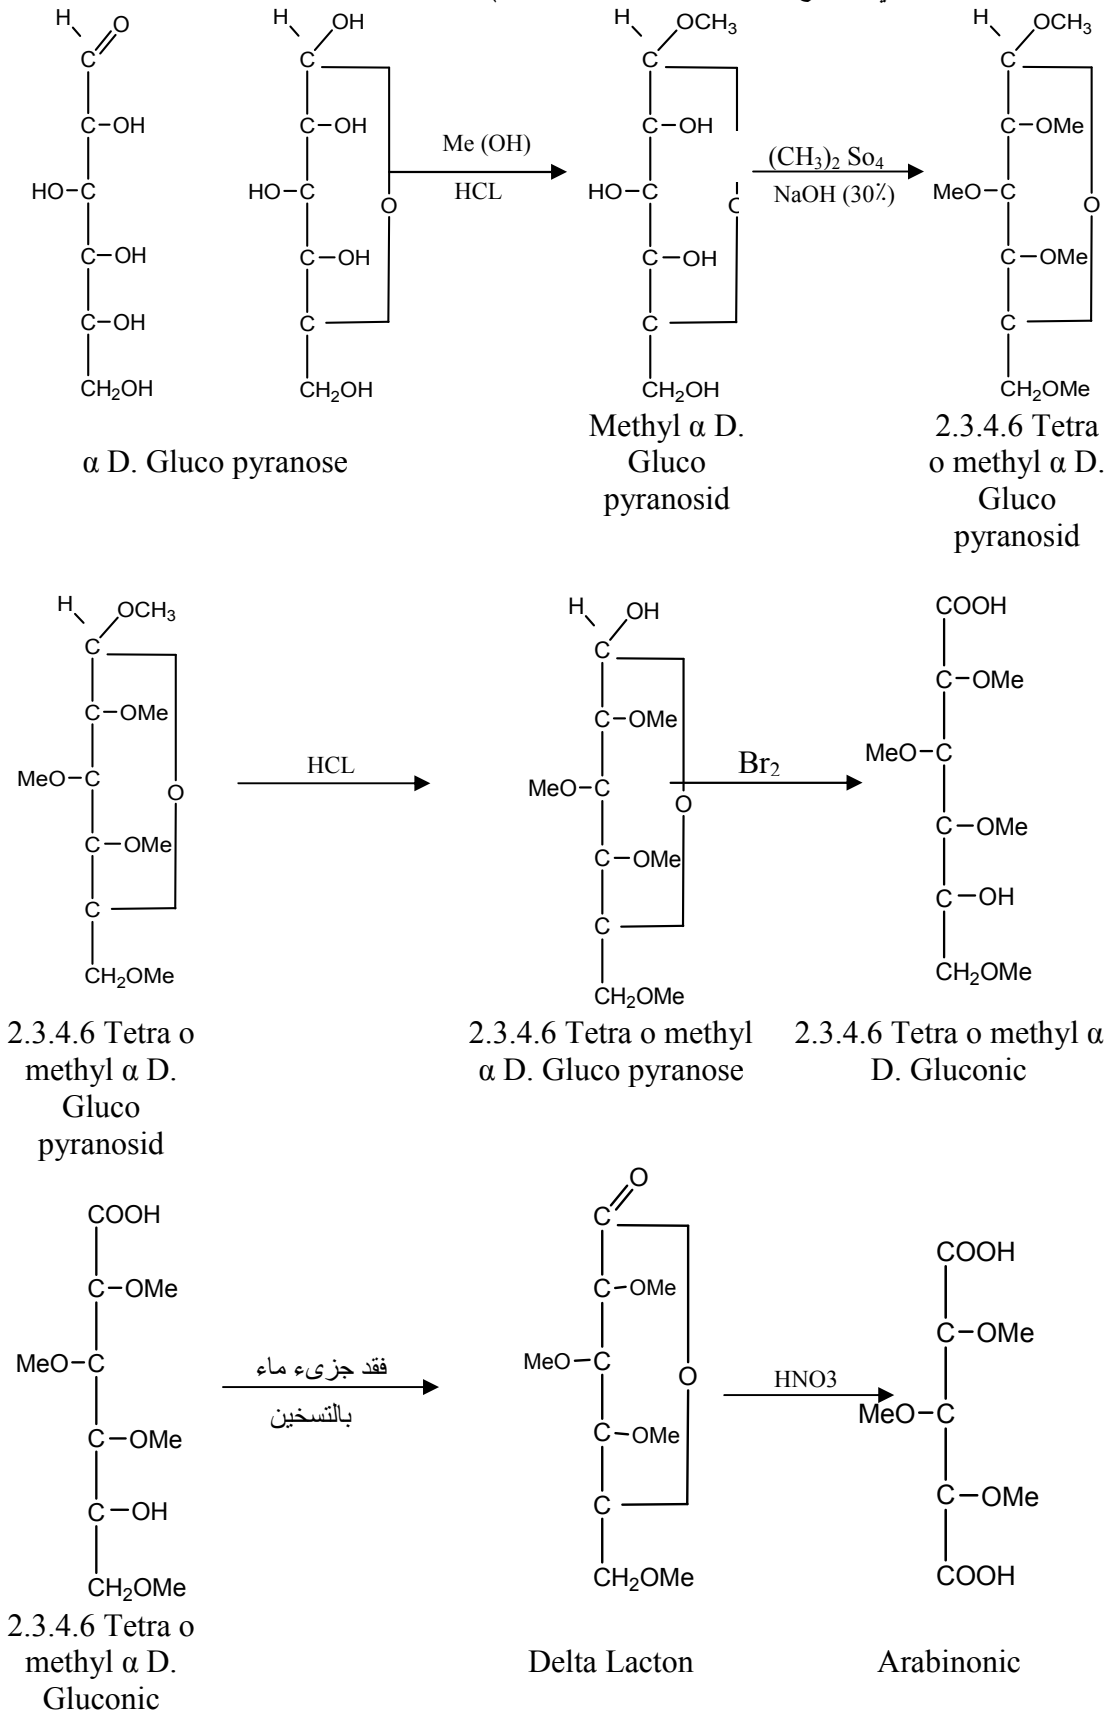 H O H OH H OCH3 H OCH3
C C C C
C-OH C-OH C-OH C-OMe
Me (OH) (CH3)2 So4
HO-C HO-C HO-C MeO-C
HCL NaOH (30٪)
O O
C-OH C-OH C-OH C-OMe
C-OH C C C
CH2OH CH2OH CH2OH CH2OMe
α D. Gluco pyranose
Methyl α D.
Gluco
pyranosid
2.3.4.6 Tetra
o methyl α D.
Gluco
pyranosid
H OCH3 H OH COOH
C C
C-OMe C-OMe C-OMe
MeO-C HCL MeO-C Br2 MeO-C
O O
C-OMe C-OMe C-OMe
C C C-OH
CH2OMe CH2OMe CH2OMe
2.3.4.6 Tetra o
methyl α D.
Gluco
pyranosid
2.3.4.6 Tetra o methyl
α D. Gluco pyranose
2.3.4.6 Tetra o methyl α
D. Gluconic
O
COOH C COOH
C-OMe C-OMe C-OMe
MeO-C MeO-C MeO-C
فقد جزىء ماء
بالتسخين
O HNO3
C-OMe C-OMe C-OMe
C-OH C COOH
CH2OMe CH2OMe
2.3.4.6 Tetra o
methyl α D.
Gluconic
Delta Lacton
Arabinonic